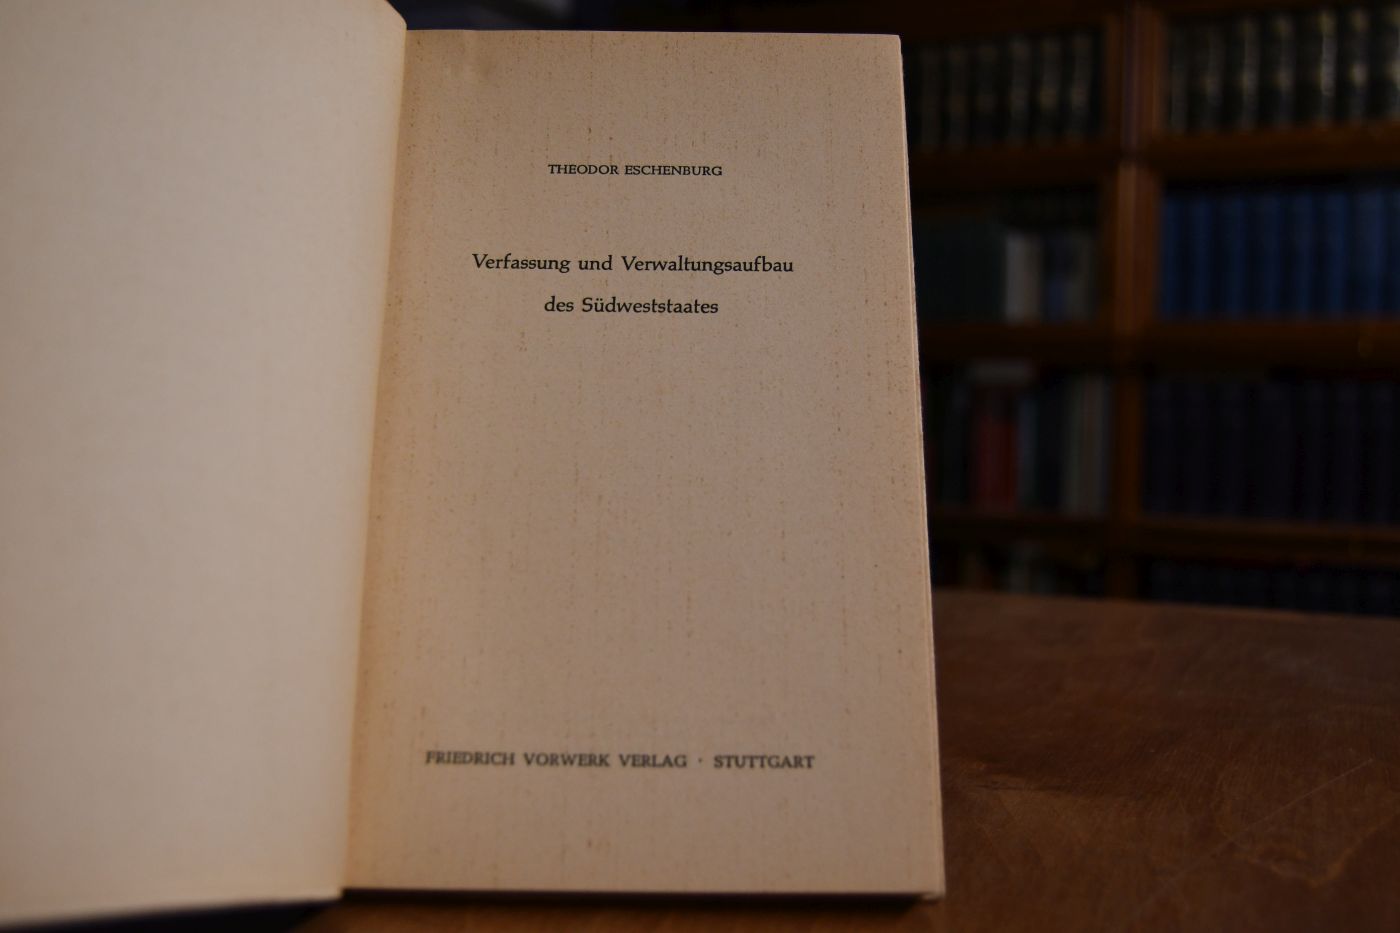 THEODOR ESCHENBURG
Verfassung und Verwaltungsaufbau
des Südweststaates
FRIEDRICH VORWERK VERLAG · STUTTGART